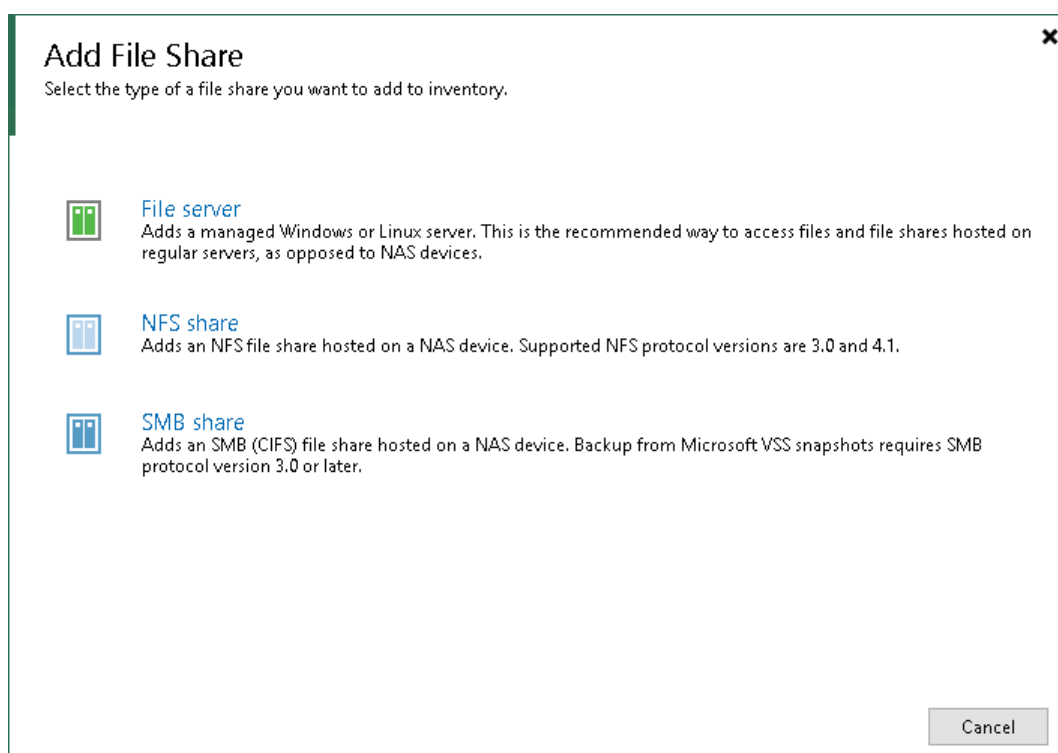 Add File Share
Select the type of a file share you want to add to inventory.
File server
Adds a managed Windows or Linux server. This is the recommended way to access files and file shares hosted on
regular servers, as opposed to NAS devices.
NFS share
Adds an NFS file share hosted on a NAS device. Supported NFS protocol versions are 3.0 and 4.1.
SMB share
Adds an SMB (CIFS) file share hosted on a NAS device. Backup from Microsoft VSS snapshots requires SMB
protocol version 3.0 or later.
Cancel